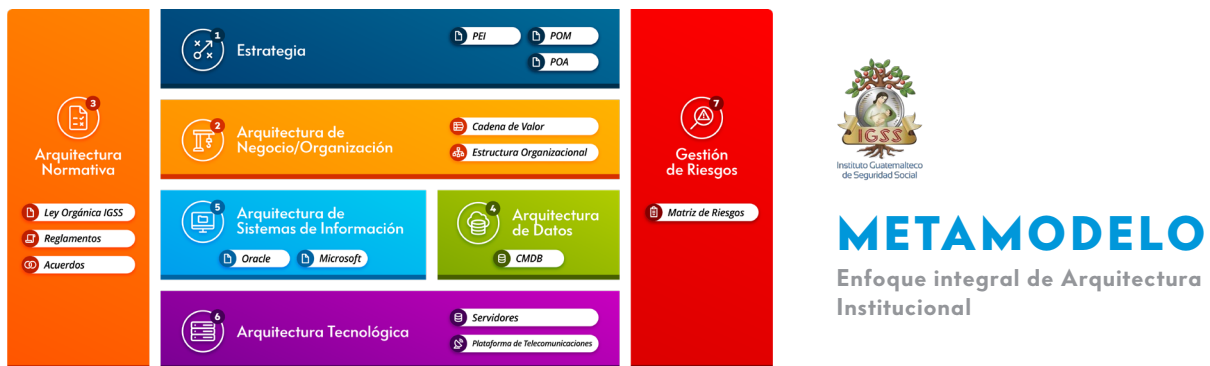 3
Arquitectura
Normativa
Ley Orgánica IGSS
Reglamentos
Acuerdos
1
Estrategia
PEI
POM
POA
2
Arquitectura de
Negocio/Organización
Cadena de Valor
Estructura Organizacional
5
Arquitectura de
Sistemas de Información
Oracle
Microsoft
4
Arquitectura
de Datos
CMDB
6
Arquitectura Tecnológica
Servidores
Plataforma de Telecomunicaciones
7
Gestión
de Riesgos
Matriz de Riesgos
IGSS
Instituto Guatemalteco
de Seguridad Social
METAMODELO
Enfoque integral de Arquitectura
Institucional